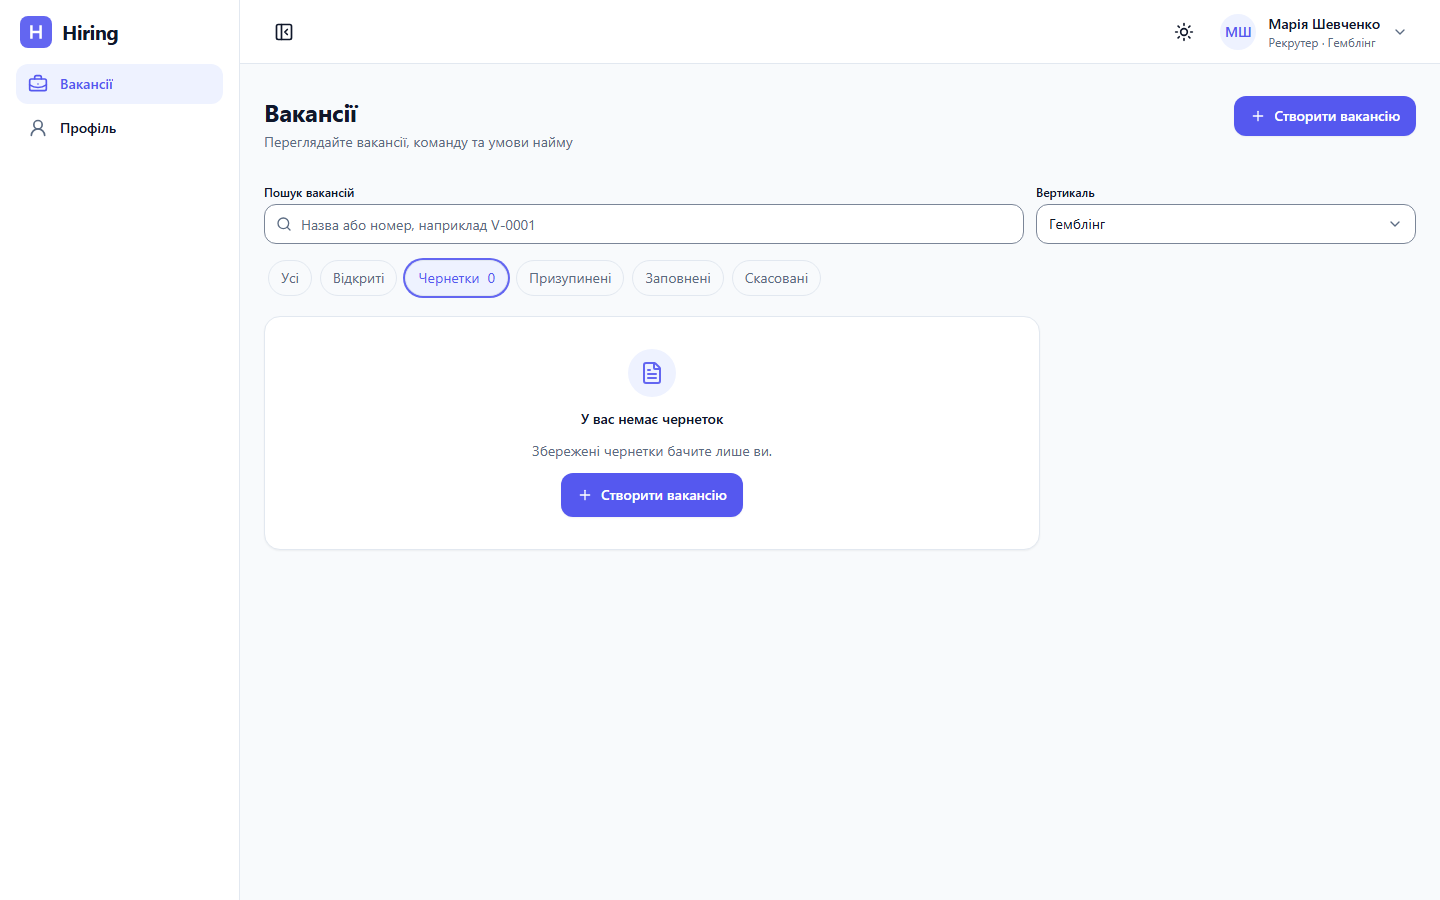 H Hiring
Вакансії
Профіль
МШ
Марія Шевченко
Рекрутер · Гемблінг
Вакансії
Переглядайте вакансії, команду та умови найму
+ Створити вакансію
Пошук вакансій
Назва або номер, наприклад V-0001
Вертикаль
Гемблінг
Усі
Відкриті
Чернетки 0
Призупинені
Заповнені
Скасовані
У вас немає чернеток
Збережені чернетки бачите лише ви.
+ Створити вакансію